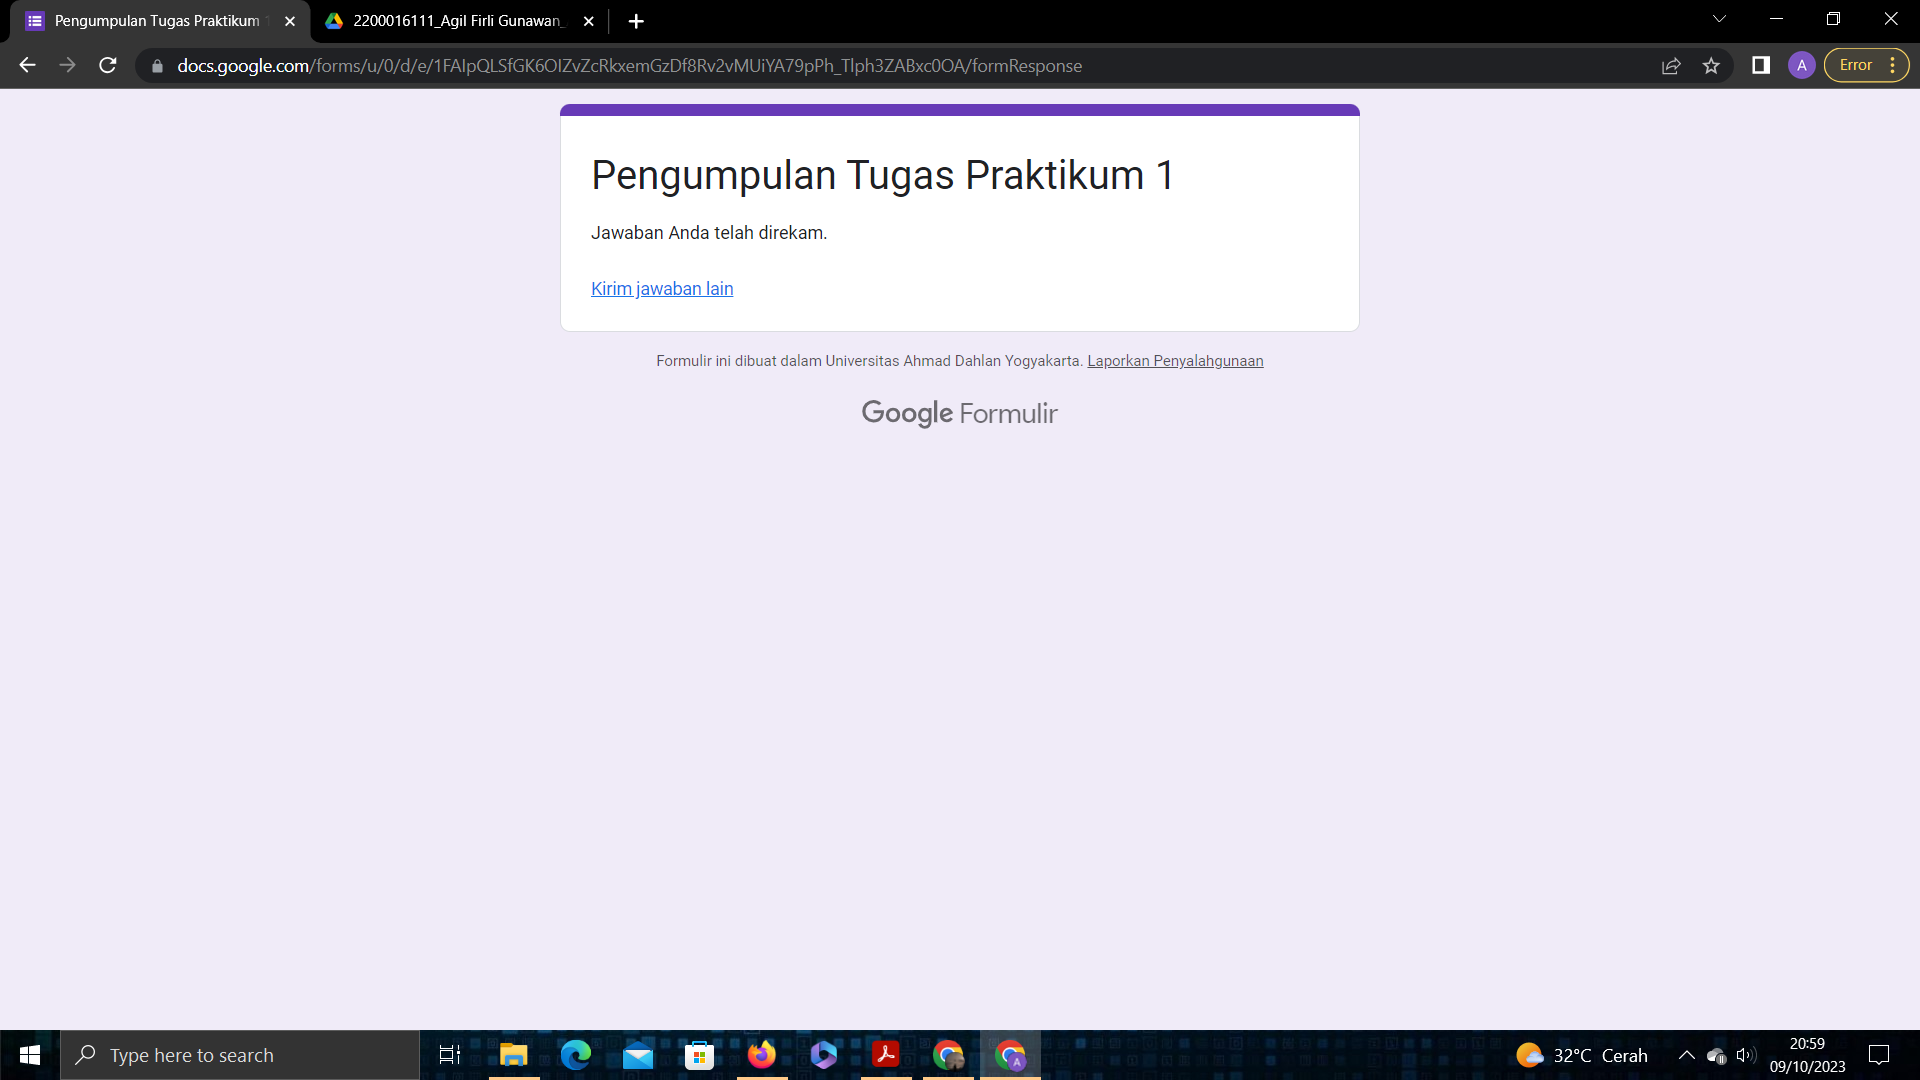 Pengumpulan Tugas Praktikum 1
2200016111_Agil Firli Gunawan_
docs.google.com/forms/u/0/d/e/1FAIpQLSfGK6OIZvZcRkxemGzDf8Rv2vMUiYA79pPh_Tlph3ZABxc0OA/formResponse
A
Error
Pengumpulan Tugas Praktikum 1
Jawaban Anda telah direkam.
Kirim jawaban lain
Formulir ini dibuat dalam Universitas Ahmad Dahlan Yogyakarta. Laporkan Penyalahgunaan
Google Formulir
Type here to search
A
32°C Cerah
20:59
09/10/2023